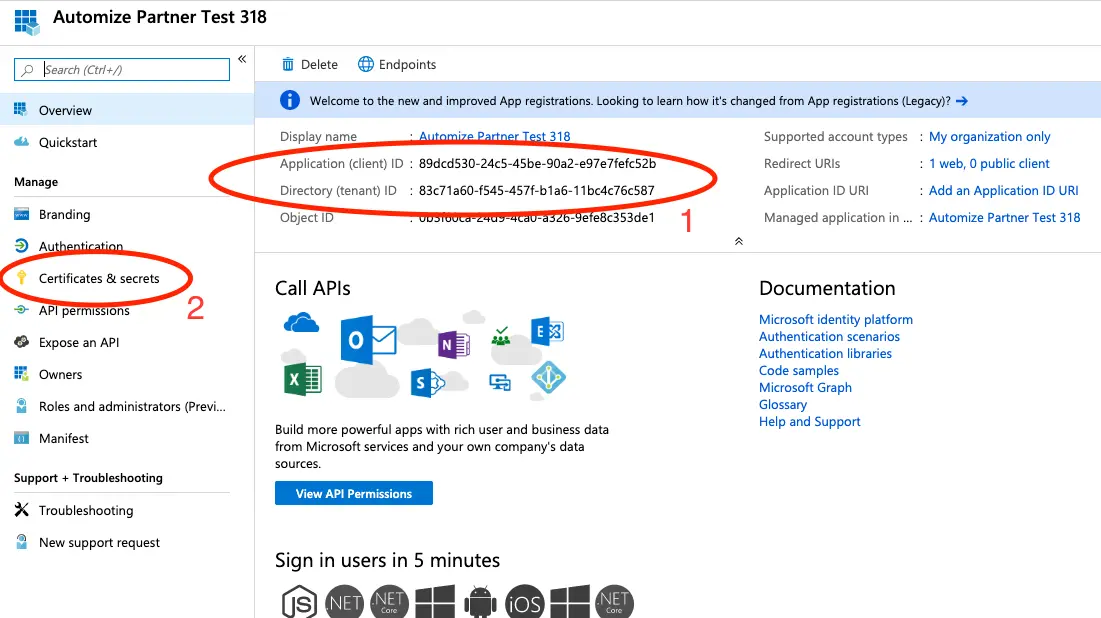 Automize Partner Test 318
Search (Ctrl+/)
«
Overview
Quickstart
Manage
Branding
Authentication
Certificates & secrets
2
API permissions
Expose an API
Owners
Roles and administrators (Previ...
Manifest
Support + Troubleshooting
Troubleshooting
New support request
Delete
Endpoints
Welcome to the new and improved App registrations. Looking to learn how it's changed from App registrations (Legacy)? →
Display name : Automize Partner Test 318
Application (client) ID : 89dcd530-24c5-45be-90a2-e97e7fefc52b
Directory (tenant) ID : 83c71a60-f545-457f-b1a6-11bc4c76c587
Object ID : 0b5f60ca-24d9-4ca0-a326-9efe8c353de1
1
Supported account types : My organization only
Redirect URIs : 1 web, 0 public client
Application ID URI : Add an Application ID URI
Managed application in ... : Automize Partner Test 318
Call APIs
O
N
E
X
S
Build more powerful apps with rich user and business data
from Microsoft services and your own company's data
sources.
View API Permissions
Documentation
Microsoft identity platform
Authentication scenarios
Authentication libraries
Code samples
Microsoft Graph
Glossary
Help and Support
Sign in users in 5 minutes
JS
.NET
.NET
Core
iOS
.NET
Core